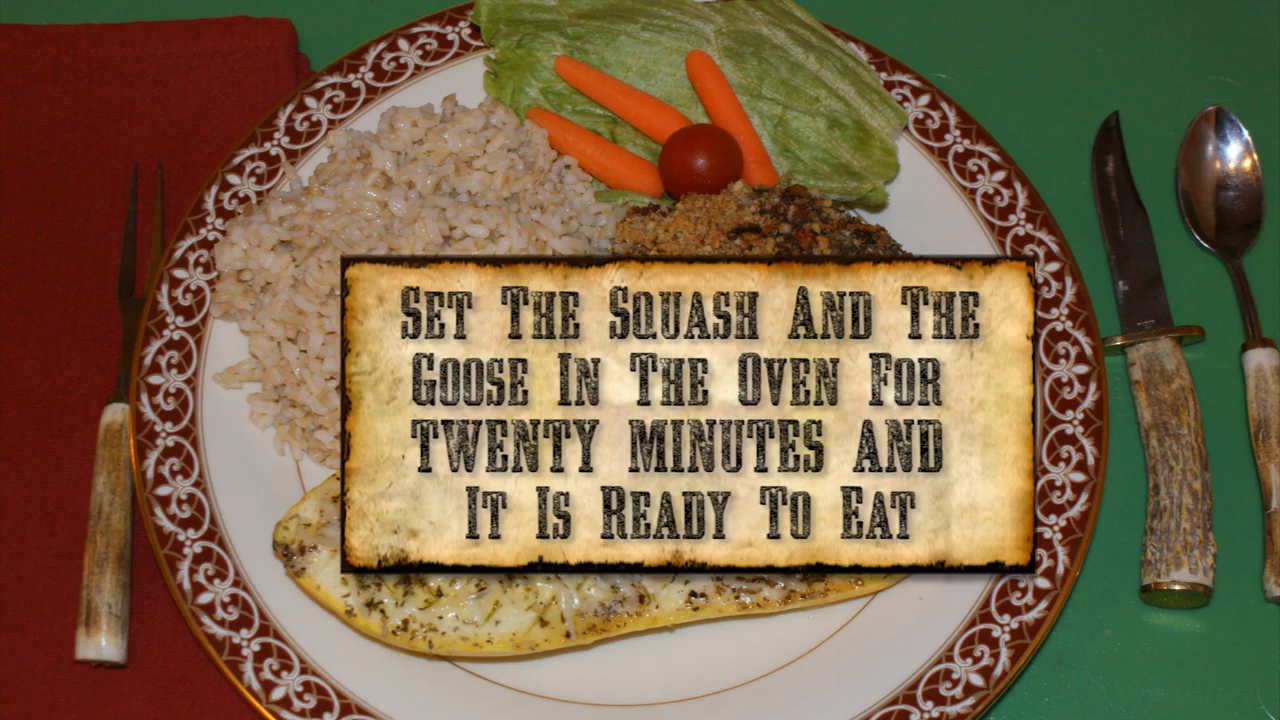 Set The Squash And The
Goose In The Oven For
TWENTY MINUTES AND
It Is Ready To Eat